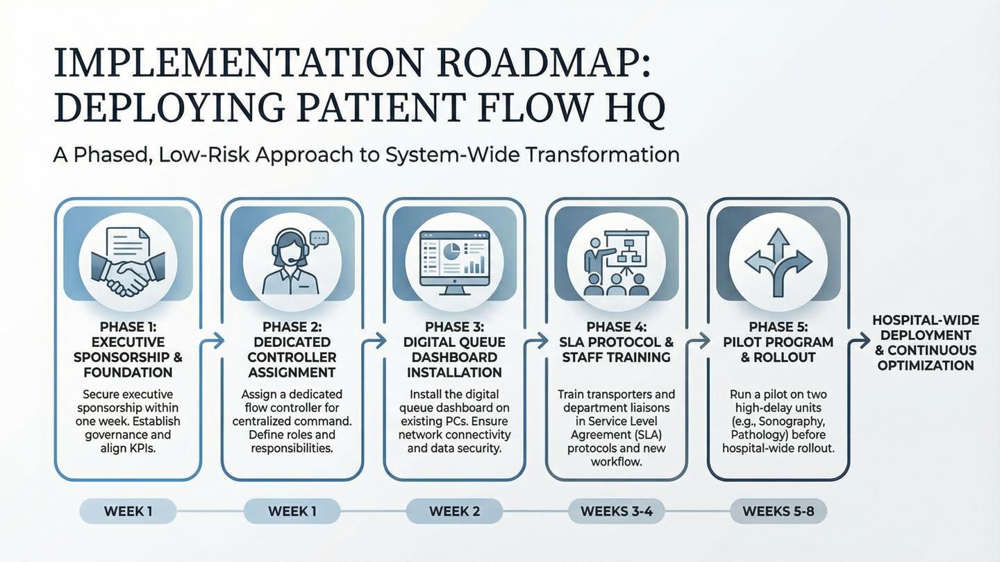 IMPLEMENTATION ROADMAP:
DEPLOYING PATIENT FLOW HQ
A Phased, Low-Risk Approach to System-Wide Transformation
PHASE 1:
EXECUTIVE
SPONSORSHIP &
FOUNDATION
Secure executive
sponsorship within
one week. Establish
governance and
align KPIs.
WEEK 1
PHASE 2:
DEDICATED
CONTROLLER
ASSIGNMENT
Assign a dedicated
flow controller for
centralized command.
Define roles and
responsibilities.
WEEK 1
PHASE 3:
DIGITAL QUEUE
DASHBOARD
INSTALLATION
Install the digital
queue dashboard on
existing PCs. Ensure
network connectivity
and data security.
WEEK 2
PHASE 4:
SLA PROTOCOL &
STAFF TRAINING
Train transporters and
department liaisons
in Service Level
Agreement (SLA)
protocols and new
workflow.
WEEKS 3-4
PHASE 5:
PILOT PROGRAM
& ROLLOUT
Run a pilot on two
high-delay units
(e.g., Sonography,
Pathology) before
hospital-wide rollout.
WEEKS 5-8
HOSPITAL-WIDE
DEPLOYMENT
& CONTINUOUS
OPTIMIZATION